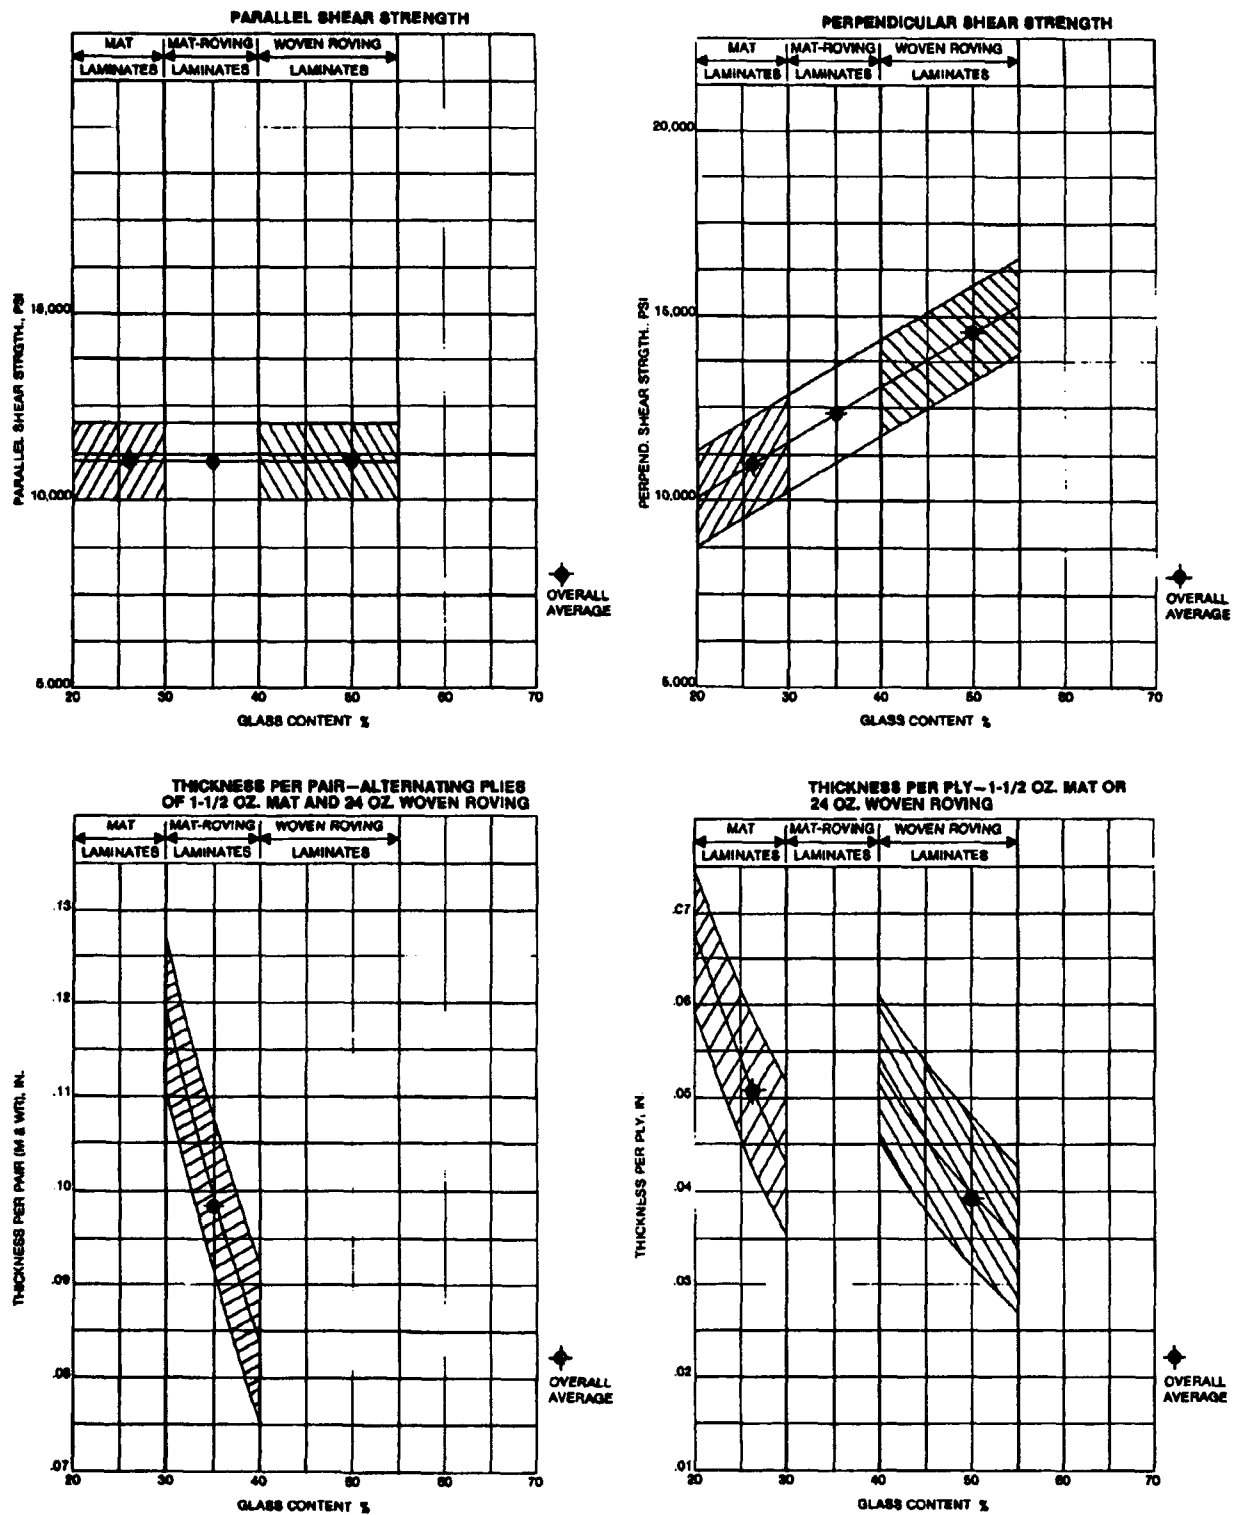 PARALLEL SHEAR STRENGTH
MAT
MAT-ROVING
WOVEN ROVING
LAMINATES
LAMINATES
LAMINATES
PARALLEL SHEAR STRGTH., PSI
15,000
10,000
5,000
20
30
40
50
60
70
GLASS CONTENT %
OVERALL
AVERAGE
PERPENDICULAR SHEAR STRENGTH
MAT
MAT-ROVING
WOVEN ROVING
LAMINATES
LAMINATES
LAMINATES
PERPEND. SHEAR STRGTH., PSI
20,000
15,000
10,000
5,000
20
30
40
50
60
70
GLASS CONTENT %
OVERALL
AVERAGE
THICKNESS PER PAIR—ALTERNATING PLIES
OF 1-1/2 OZ. MAT AND 24 OZ. WOVEN ROVING
MAT
MAT-ROVING
WOVEN ROVING
LAMINATES
LAMINATES
LAMINATES
THICKNESS PER PAIR (M & WR), IN.
.13
.12
.11
.10
.09
.08
.07
20
30
40
50
60
70
GLASS CONTENT %
OVERALL
AVERAGE
THICKNESS PER PLY—1-1/2 OZ. MAT OR
24 OZ. WOVEN ROVING
MAT
MAT-ROVING
WOVEN ROVING
LAMINATES
LAMINATES
LAMINATES
THICKNESS PER PLY, IN.
.07
.06
.05
.04
.03
.02
.01
20
30
40
50
60
70
GLASS CONTENT %
OVERALL
AVERAGE